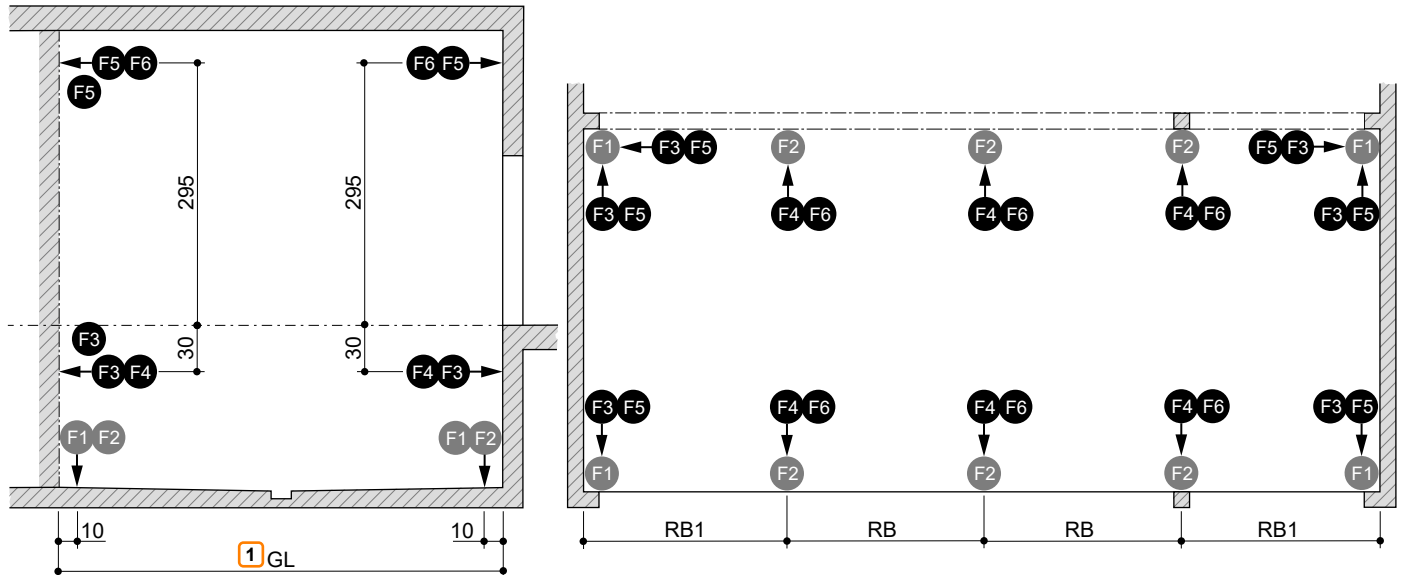 F5 F6
F6 F5
F5
295
295
F3
30
30
F3 F4
F4 F3
F1 F2
F1 F2
10
10
1 GL
F1 F3 F5 F2 F2 F2 F5 F3 F1
F3 F5 F4 F6 F4 F6 F4 F6 F3 F5
F3 F5 F4 F6 F4 F6 F4 F6 F3 F5
F1 F2 F2 F2 F1
RB1 RB RB RB1